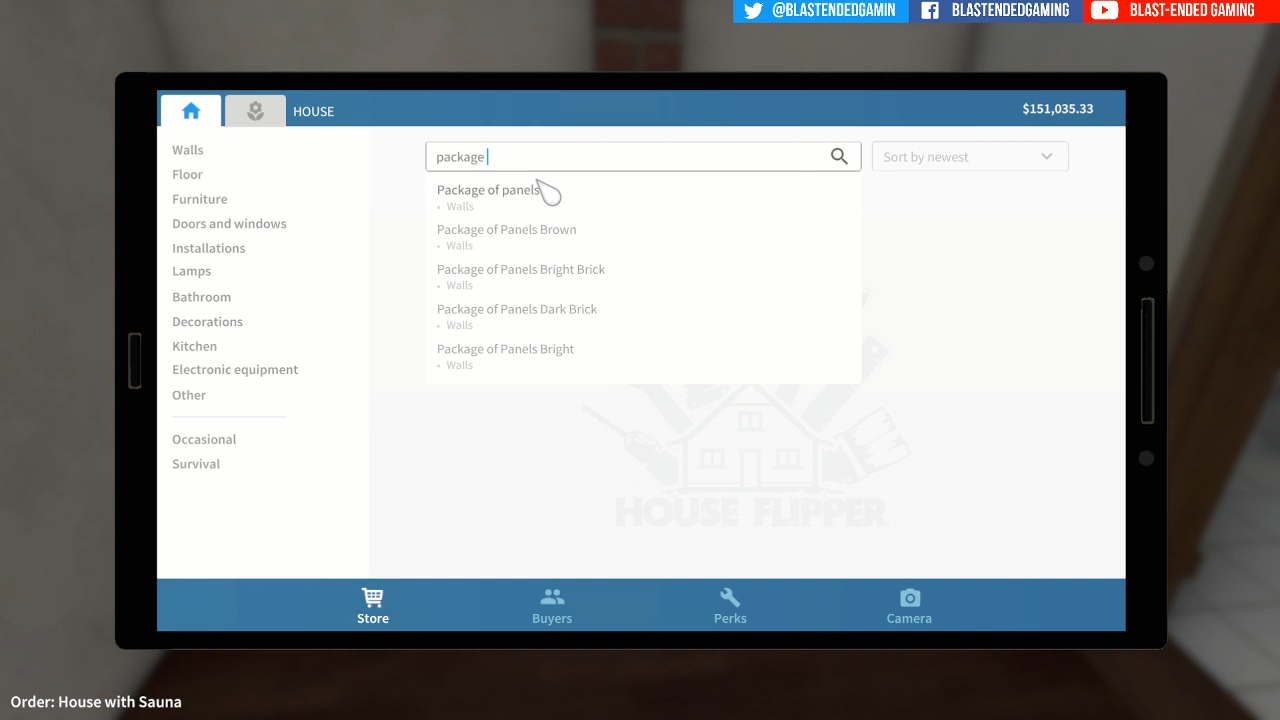 @BLASTENDEDGAMIN BLASTENDEDGAMING BLAST-ENDED GAMING
HOUSE
$151,035.33
package
Sort by newest
Walls
Floor
Furniture
Doors and windows
Installations
Lamps
Bathroom
Decorations
Kitchen
Electronic equipment
Other
Occasional
Survival
Package of panels
• Walls
Package of Panels Brown
• Walls
Package of Panels Bright Brick
• Walls
Package of Panels Dark Brick
• Walls
Package of Panels Bright
• Walls
HOUSE FLIPPER
Store
Buyers
Perks
Camera
Order: House with Sauna